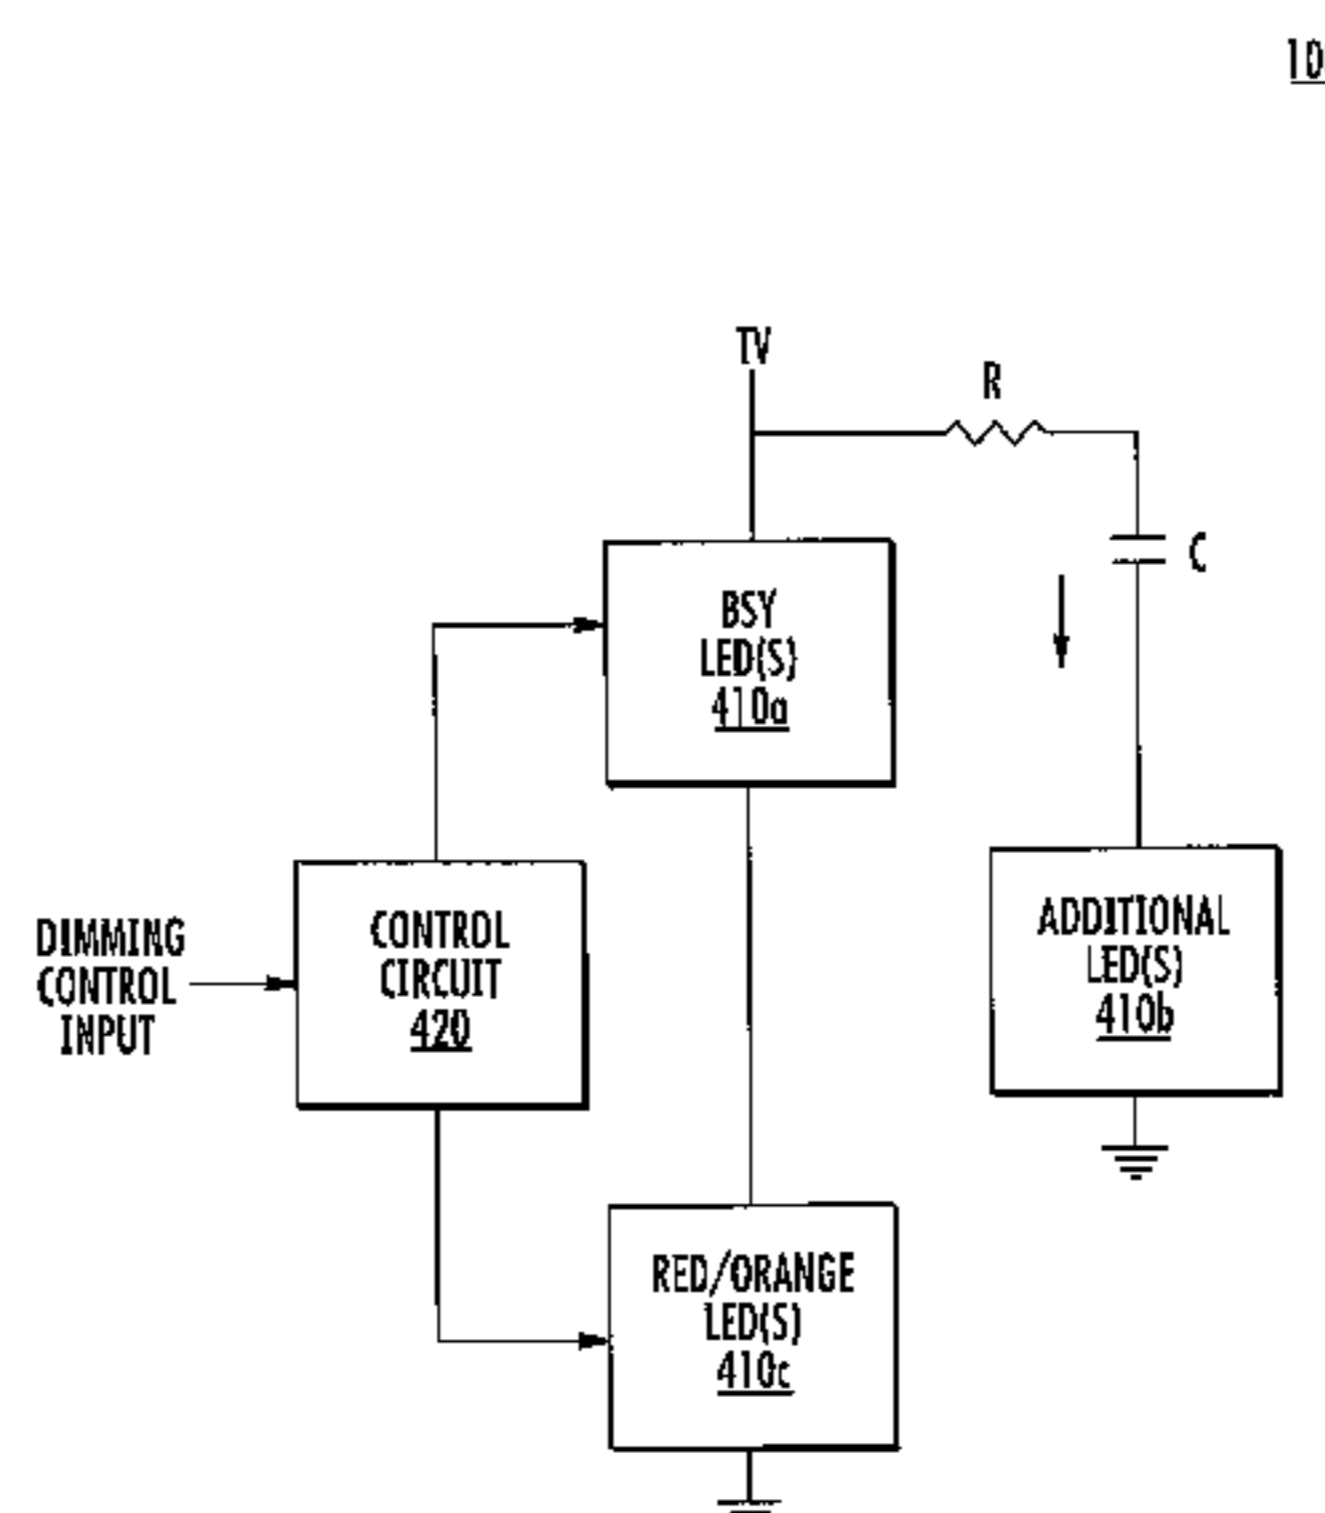 10
TV
R
C
BSY
LED(S)
410a
CONTROL
CIRCUIT
420
DIMMING
CONTROL
INPUT
ADDITIONAL
LED(S)
410b
RED/ORANGE
LED(S)
410c